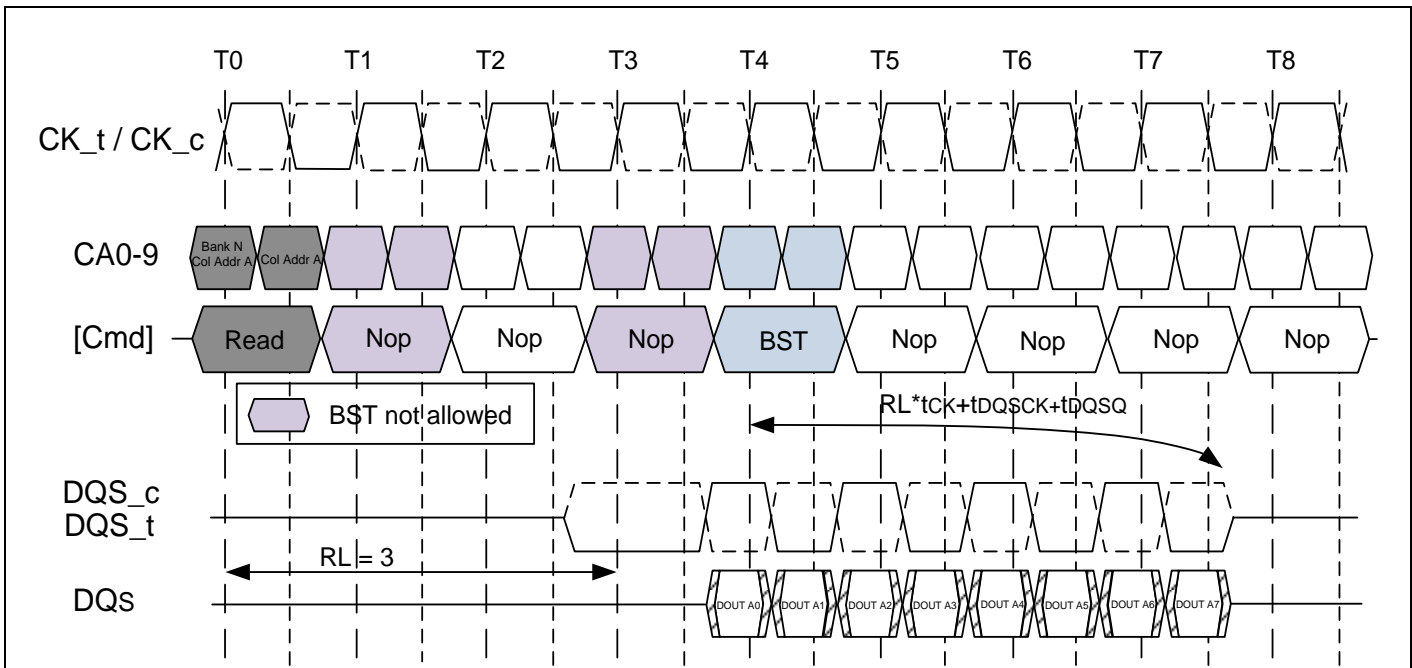 T0 T1 T2 T3 T4 T5 T6 T7 T8
CK_t / CK_c
CA0-9
Bank N
Col Addr A
Col Addr A
[Cmd]
Read Nop Nop Nop BST Nop Nop Nop Nop
BST not allowed
RL*tCK+tDQSCK+tDQSQ
DQS_c
DQS_t
RL = 3
DQs
DOUT A0 DOUT A1 DOUT A2 DOUT A3 DOUT A4 DOUT A5 DOUT A6 DOUT A7